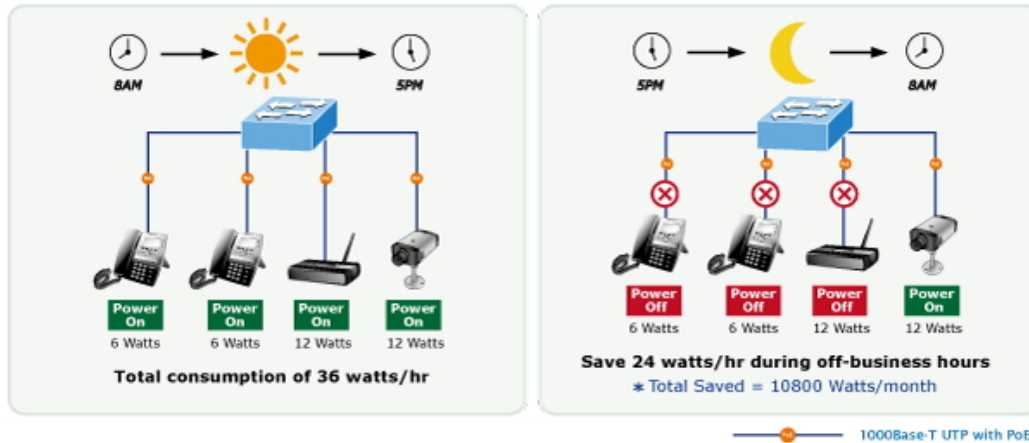 8AM
5PM
Power On
Power On
Power On
Power On
6 Watts
6 Watts
12 Watts
12 Watts
Total consumption of 36 watts/hr
5PM
8AM
Power Off
Power Off
Power Off
Power On
6 Watts
6 Watts
12 Watts
12 Watts
Save 24 watts/hr during off-business hours
* Total Saved = 10800 Watts/month
PoE
1000Base-T UTP with PoE